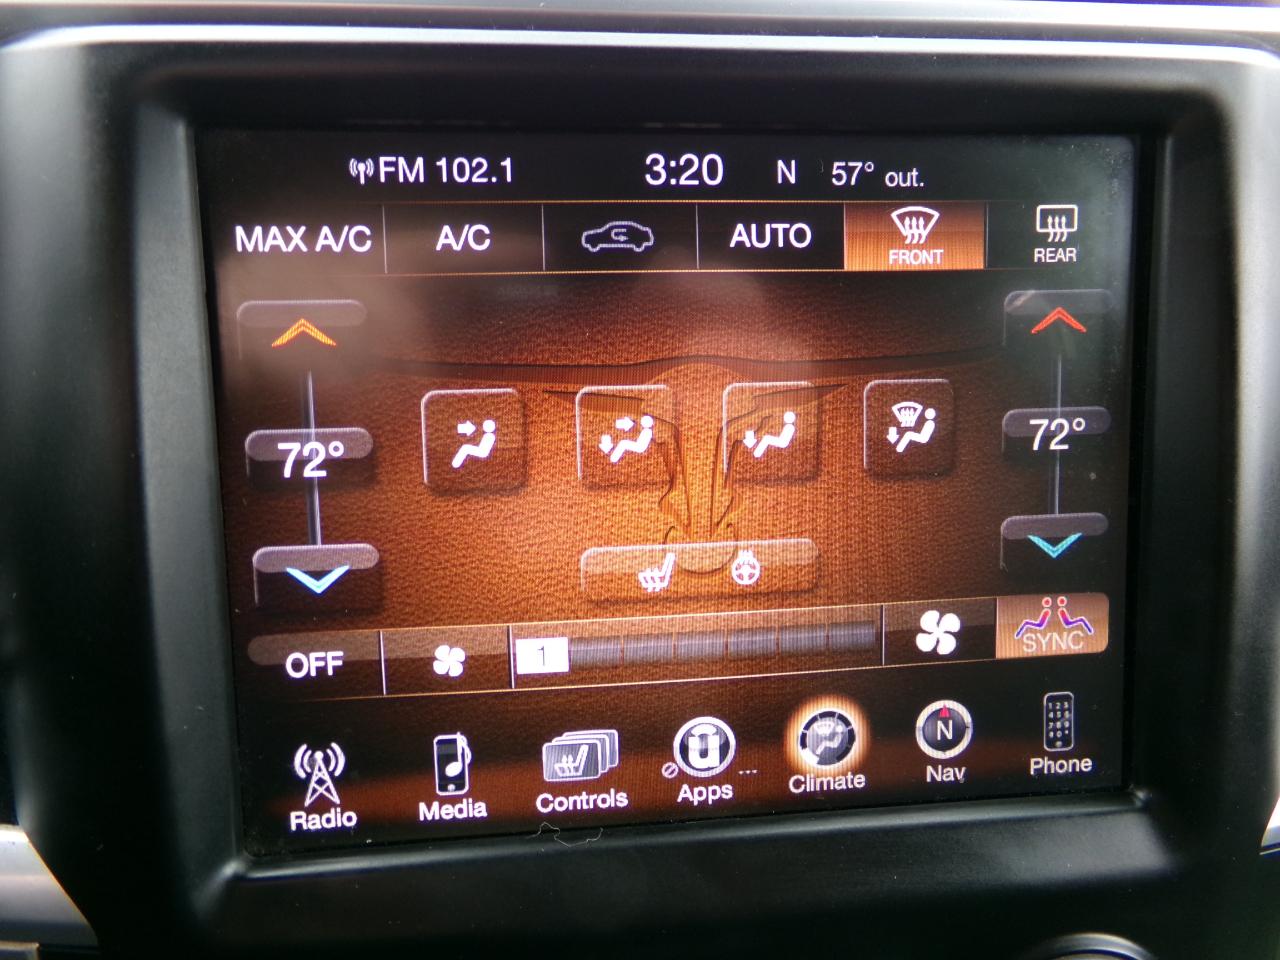 FM 102.1 3:20 N 57° out.
MAX A/C A/C AUTO FRONT REAR
72° 72°
OFF 1 SYNC
Radio Media Controls Apps ... Climate N Nav Phone